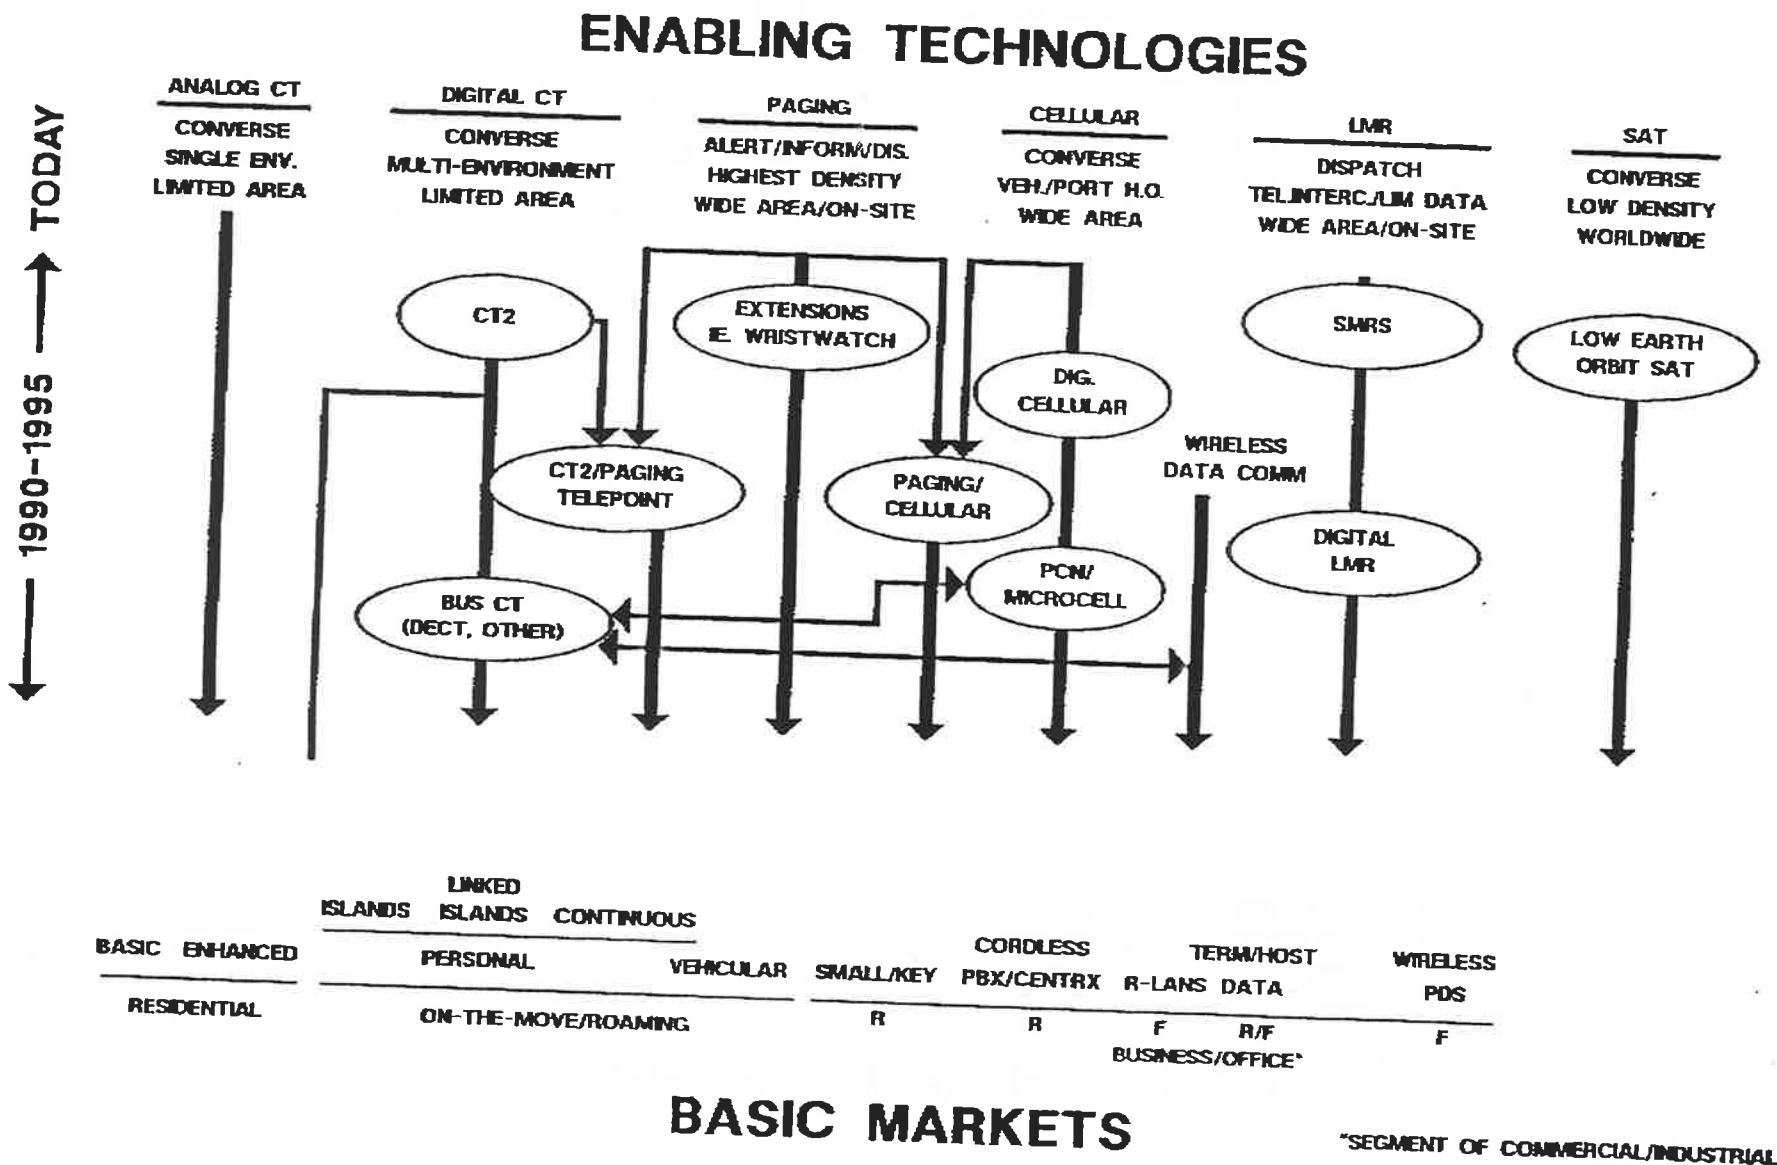 ENABLING TECHNOLOGIES
TODAY
1990-1995
ANALOG CT
CONVERSE
SINGLE ENV.
LIMITED AREA
DIGITAL CT
CONVERSE
MULTI-ENVIRONMENT
LIMITED AREA
PAGING
ALERT/INFORM/DIS.
HIGHEST DENSITY
WIDE AREA/ON-SITE
CELLULAR
CONVERSE
VEH./PORT H.O.
WIDE AREA
LMR
DISPATCH
TEL.INTERC./LIM DATA
WIDE AREA/ON-SITE
SAT
CONVERSE
LOW DENSITY
WORLDWIDE
CT2
EXTENSIONS
IE. WRISTWATCH
DIG.
CELLULAR
SMRS
LOW EARTH
ORBIT SAT
CT2/PAGING
TELEPOINT
PAGING/
CELLULAR
WIRELESS
DATA COMM
DIGITAL
LMR
BUS CT
(DECT, OTHER)
PCN/
MICROCELL
BASIC ENHANCED
RESIDENTIAL
LINKED
ISLANDS ISLANDS CONTINUOUS
PERSONAL
VEHICULAR
ON-THE-MOVE/ROAMING
SMALL/KEY
R
CORDLESS
PBX/CENTRX
R
R-LANS
F
TERM/HOST
DATA
R/F
WIRELESS
PDS
F
BUSINESS/OFFICE*
BASIC MARKETS
*SEGMENT OF COMMERCIAL/INDUSTRIAL